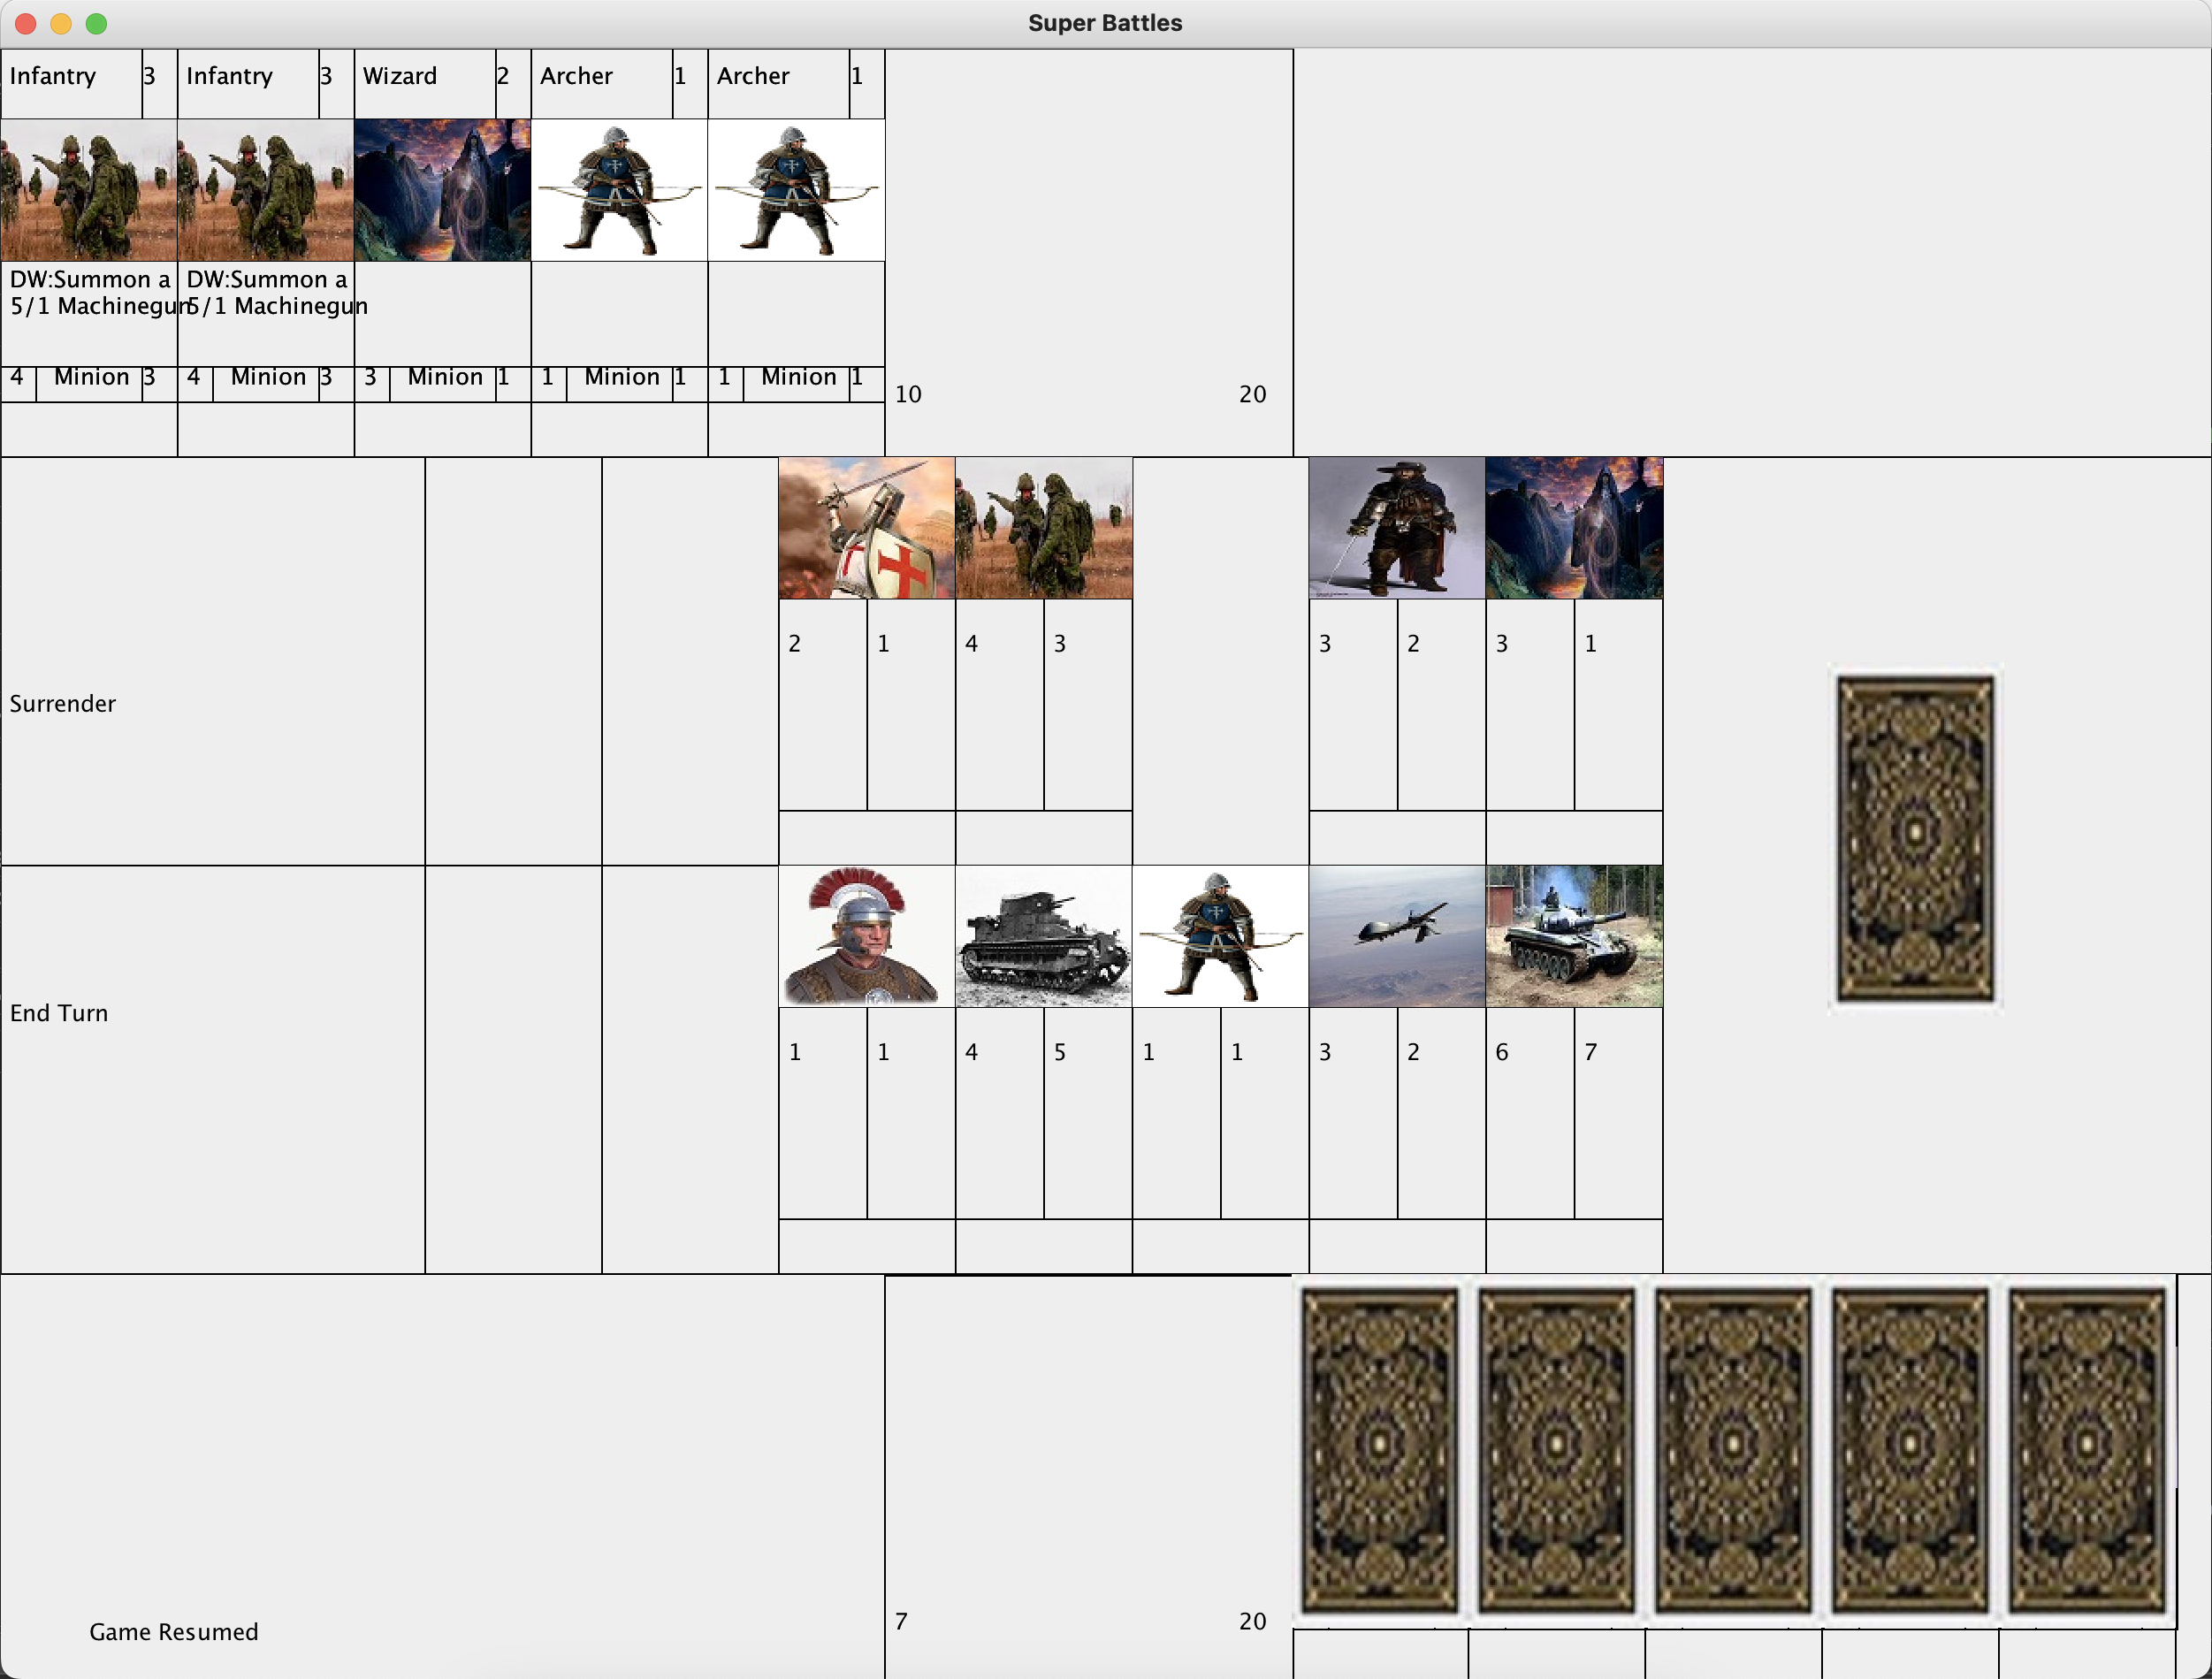 Super Battles
Infantry 3 Infantry 3 Wizard 2 Archer 1 Archer 1
DW:Summon a DW:Summon a
5/1 Machinegun 5/1 Machinegun
4 Minion 3 4 Minion 3 3 Minion 1 1 Minion 1 1 Minion 1
10 20
2 1 4 3 3 2 3 1
Surrender
End Turn
1 1 4 5 1 1 3 2 6 7
7 20
Game Resumed